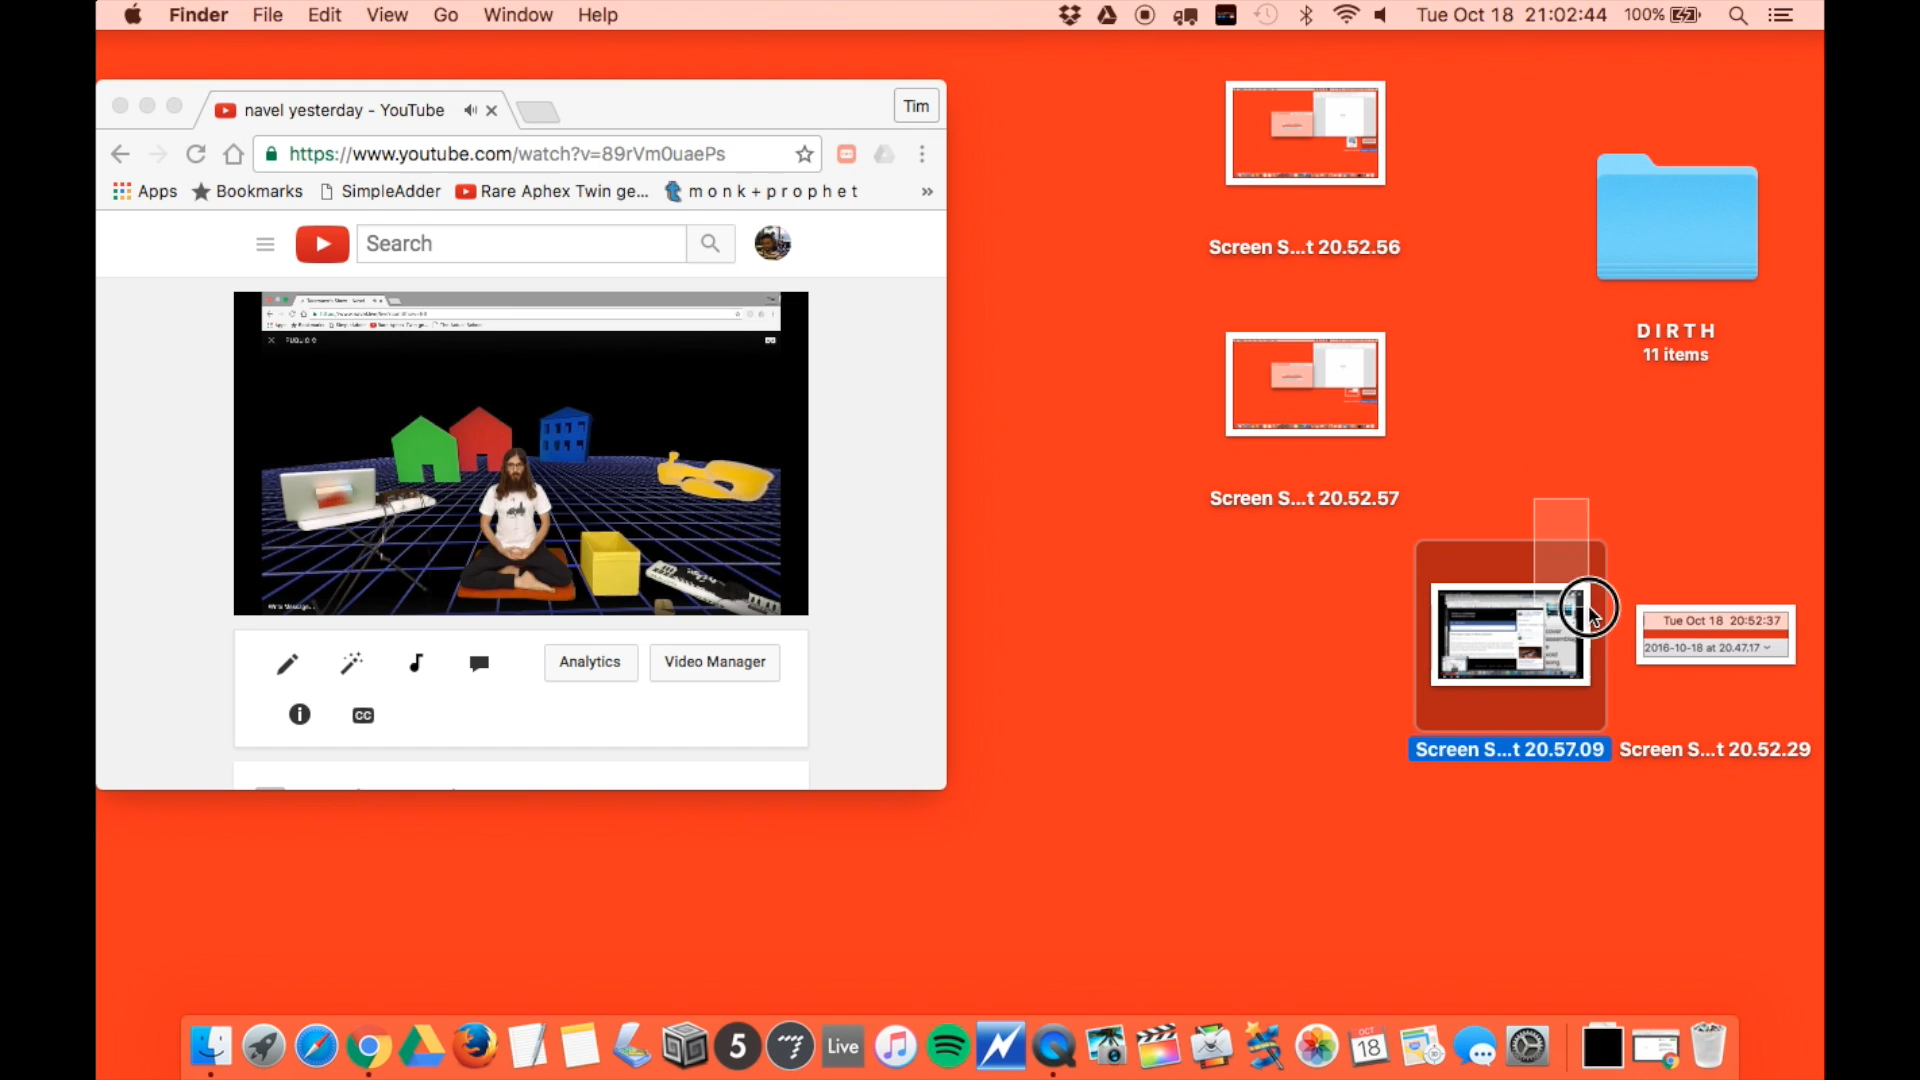 Finder File Edit View Go Window Help
Tue Oct 18 21:02:44 100%
navel yesterday - YouTube
Tim
https://www.youtube.com/watch?v=89rVm0uaePs
Apps Bookmarks SimpleAdder Rare Aphex Twin ge... m o n k + p r o p h e t »
Search
Analytics
Video Manager
CC
Screen S...t 20.52.56
D I R T H
11 items
Screen S...t 20.52.57
Tue Oct 18 20:52:37
2016-10-18 at 20.47.17
Screen S...t 20.57.09
Screen S...t 20.52.29
5
Live
OCT
18